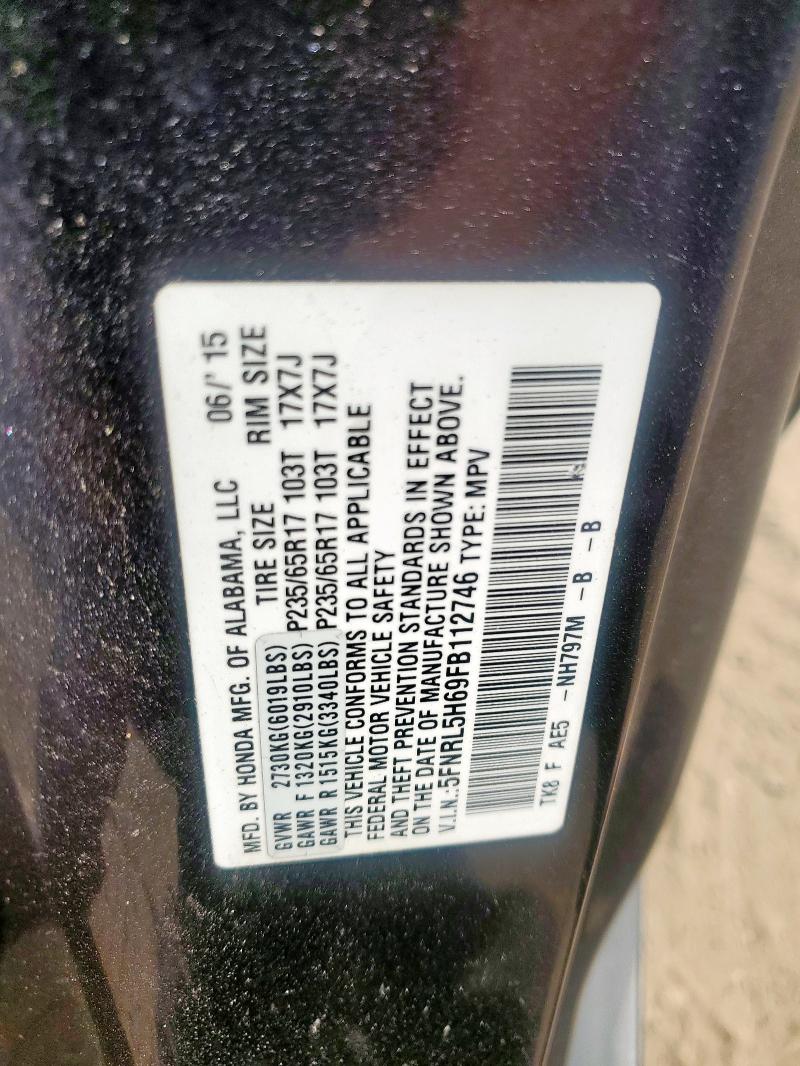 MFD. BY HONDA MFG. OF ALABAMA, LLC 06/'15
TIRE SIZE RIM SIZE
GVWR 2730KG(6019LBS)
GAWR F 1320KG(2910LBS) P235/65R17 103T 17X7J
GAWR R 1515KG(3340LBS) P235/65R17 103T 17X7J
THIS VEHICLE CONFORMS TO ALL APPLICABLE
FEDERAL MOTOR VEHICLE SAFETY
AND THEFT PREVENTION STANDARDS IN EFFECT
ON THE DATE OF MANUFACTURE SHOWN ABOVE.
V.I.N.:5FNRL5H69FB112746 TYPE: MPV
TK8 F AE5 -NH797M -B -B